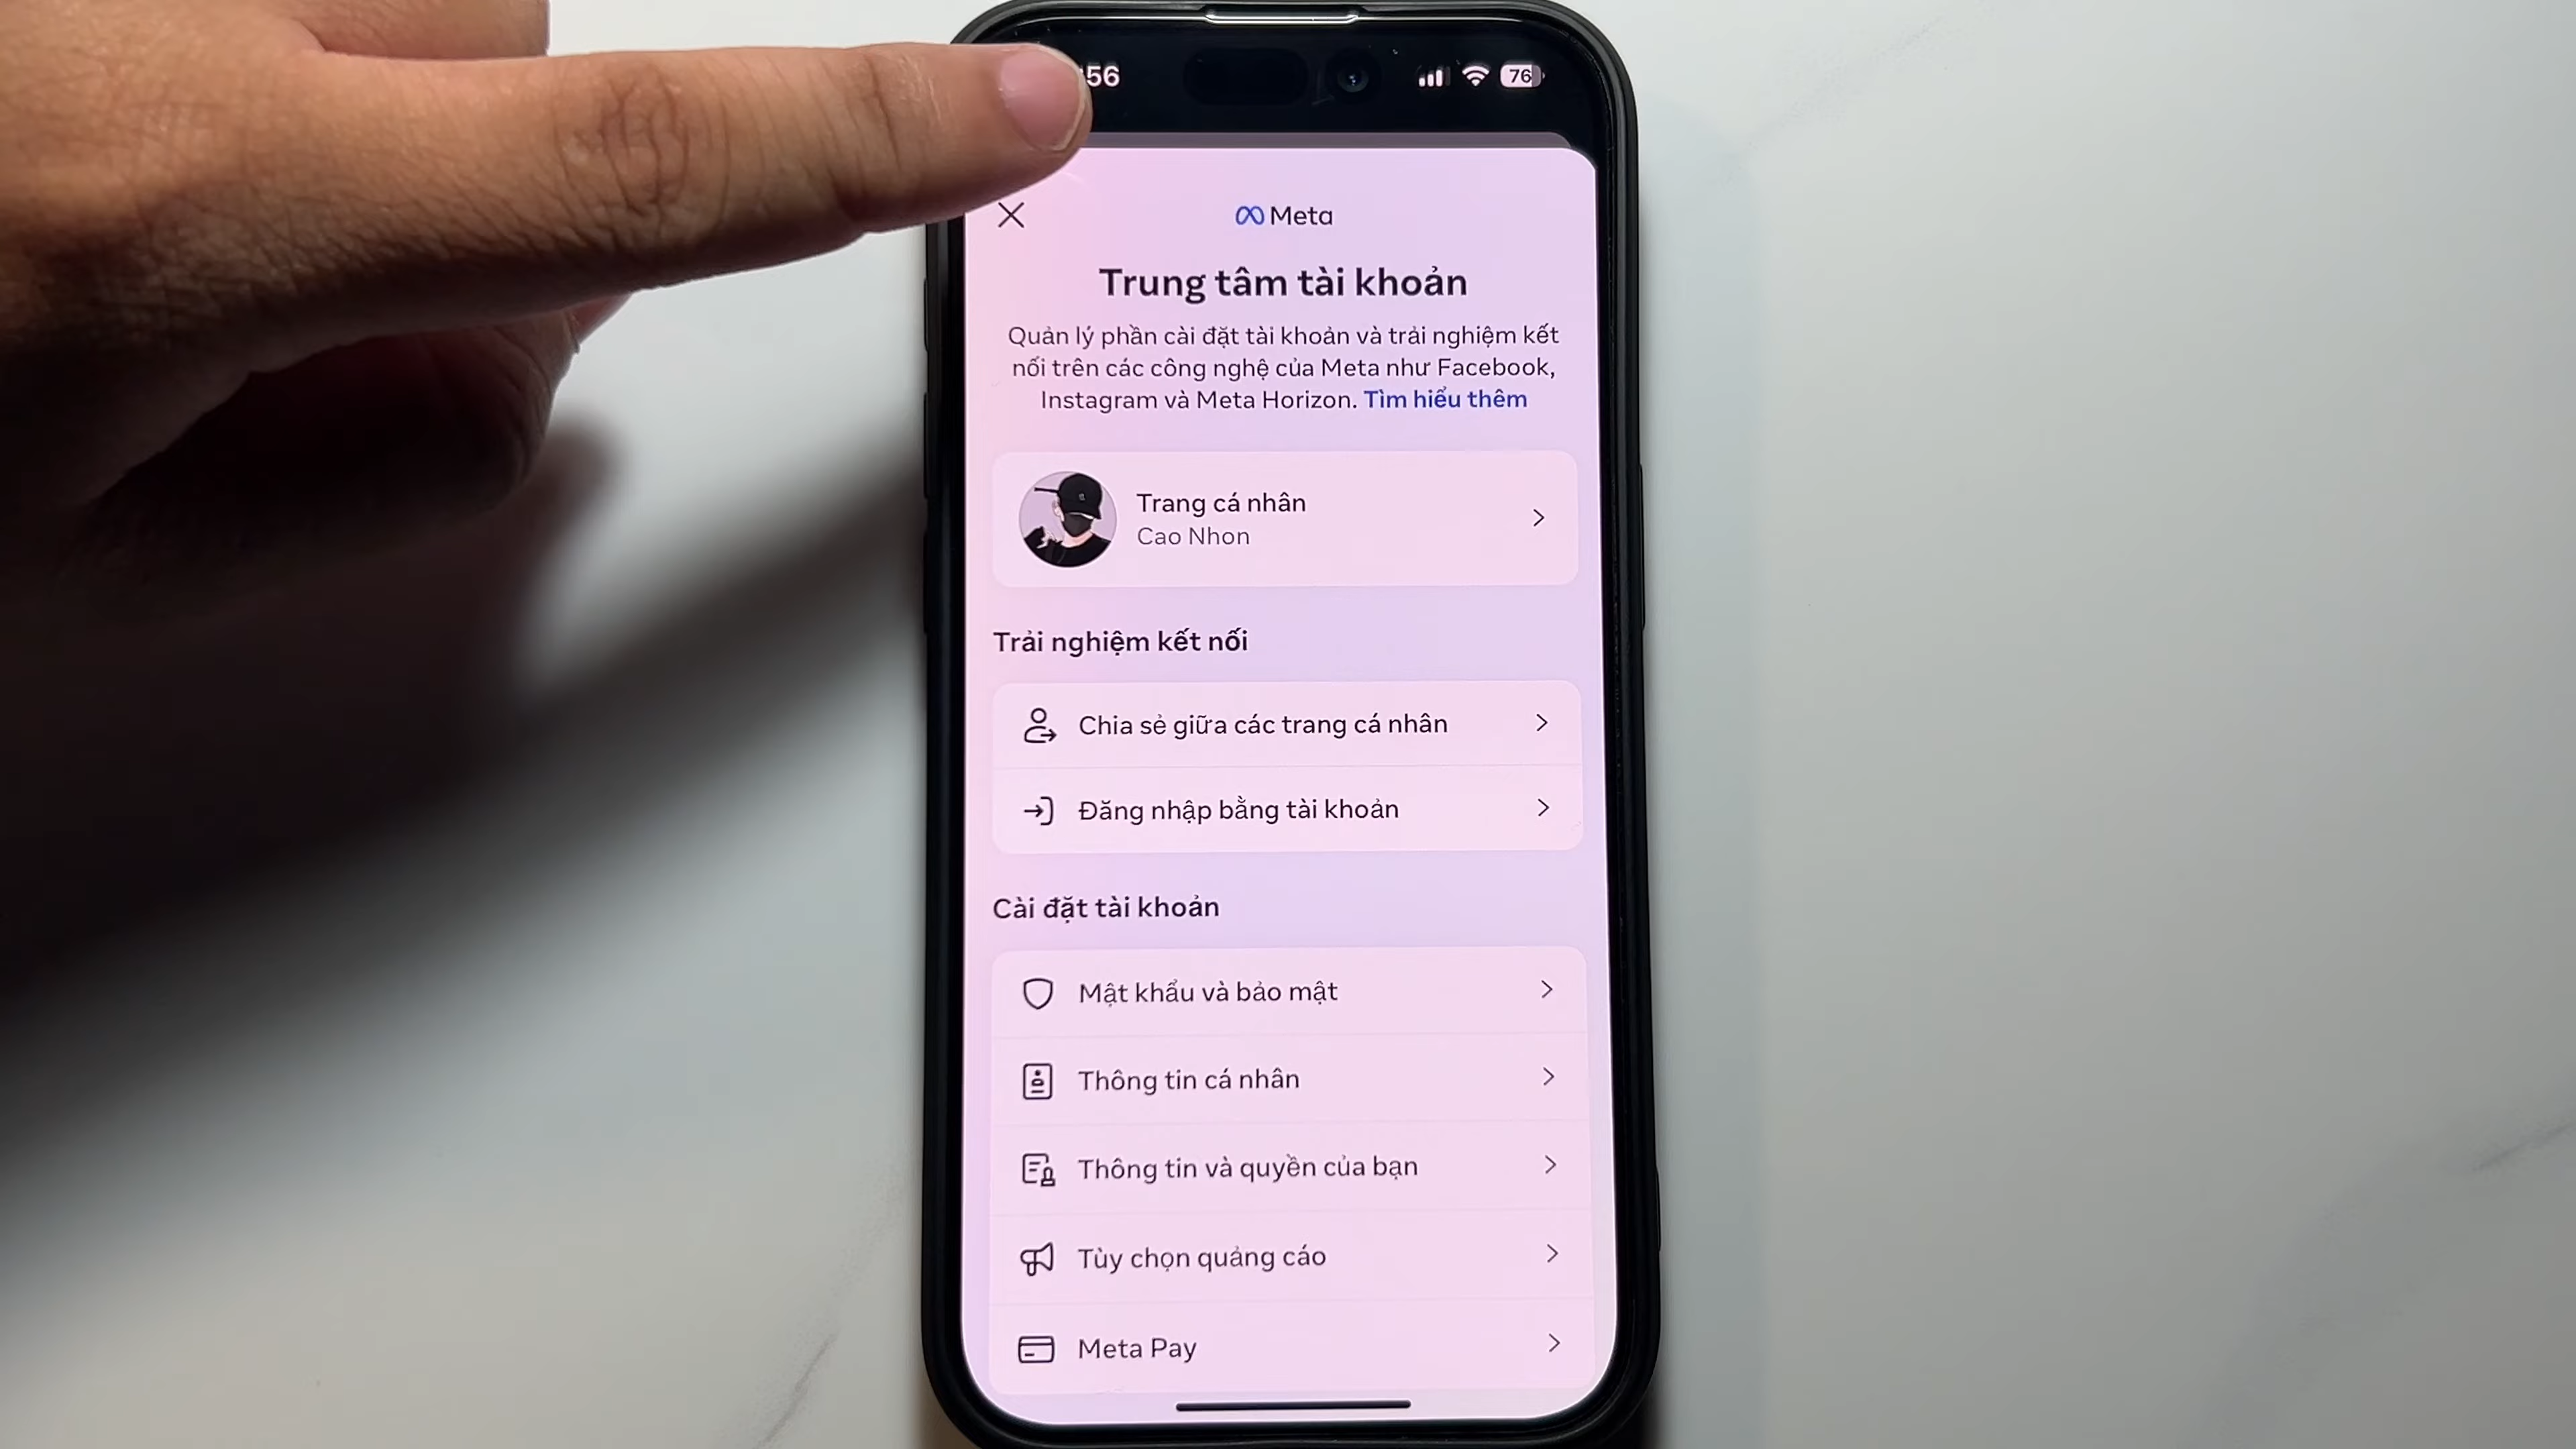 56
76
Meta
Trung tâm tài khoản
Quản lý phần cài đặt tài khoản và trải nghiệm kết
nối trên các công nghệ của Meta như Facebook,
Instagram và Meta Horizon. Tìm hiểu thêm
Trang cá nhân
Cao Nhon
Trải nghiệm kết nối
Chia sẻ giữa các trang cá nhân
Đăng nhập bằng tài khoản
Cài đặt tài khoản
Mật khẩu và bảo mật
Thông tin cá nhân
Thông tin và quyền của bạn
Tùy chọn quảng cáo
Meta Pay